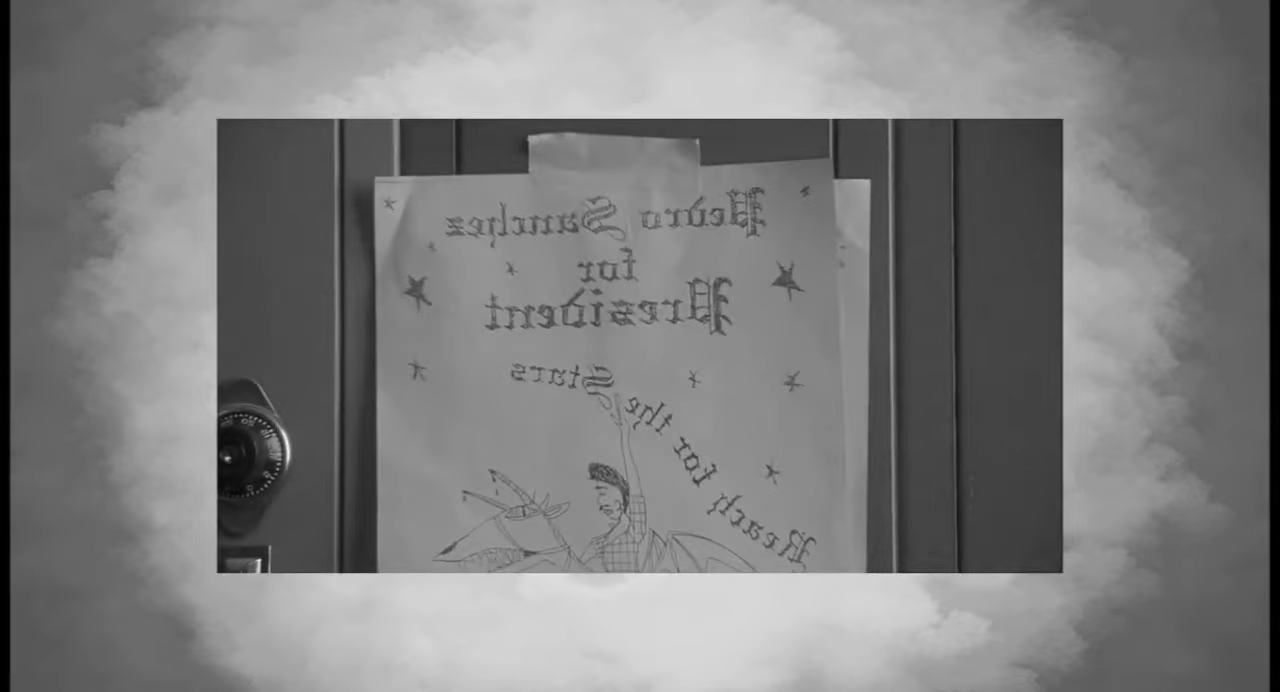 Pedro Sanchez
for
President
Reach for the Stars